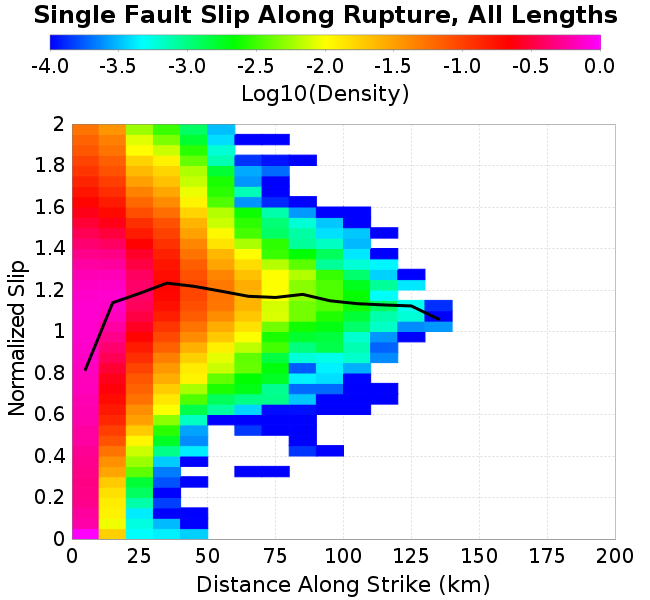 Single Fault Slip Along Rupture, All Lengths
-4.0 -3.5 -3.0 -2.5 -2.0 -1.5 -1.0 -0.5 0.0
Log10(Density)
2
1.8
1.6
1.4
1.2
1
0.8
0.6
0.4
0.2
0
Normalized Slip
0 25 50 75 100 125 150 175 200
Distance Along Strike (km)